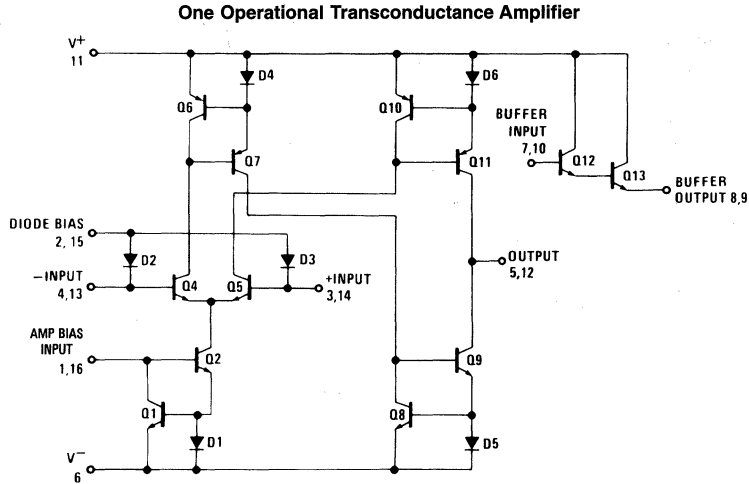 One Operational Transconductance Amplifier
V+
11
D4
D6
Q6
Q10
BUFFER
INPUT
7,10
Q7
Q11
Q12
Q13
BUFFER
OUTPUT 8,9
DIODE BIAS
2, 15
D2
D3
OUTPUT
5,12
−INPUT
4,13
Q4
Q5
+INPUT
3,14
AMP BIAS
INPUT
1,16
Q2
Q9
Q1
Q8
D1
D5
V−
6